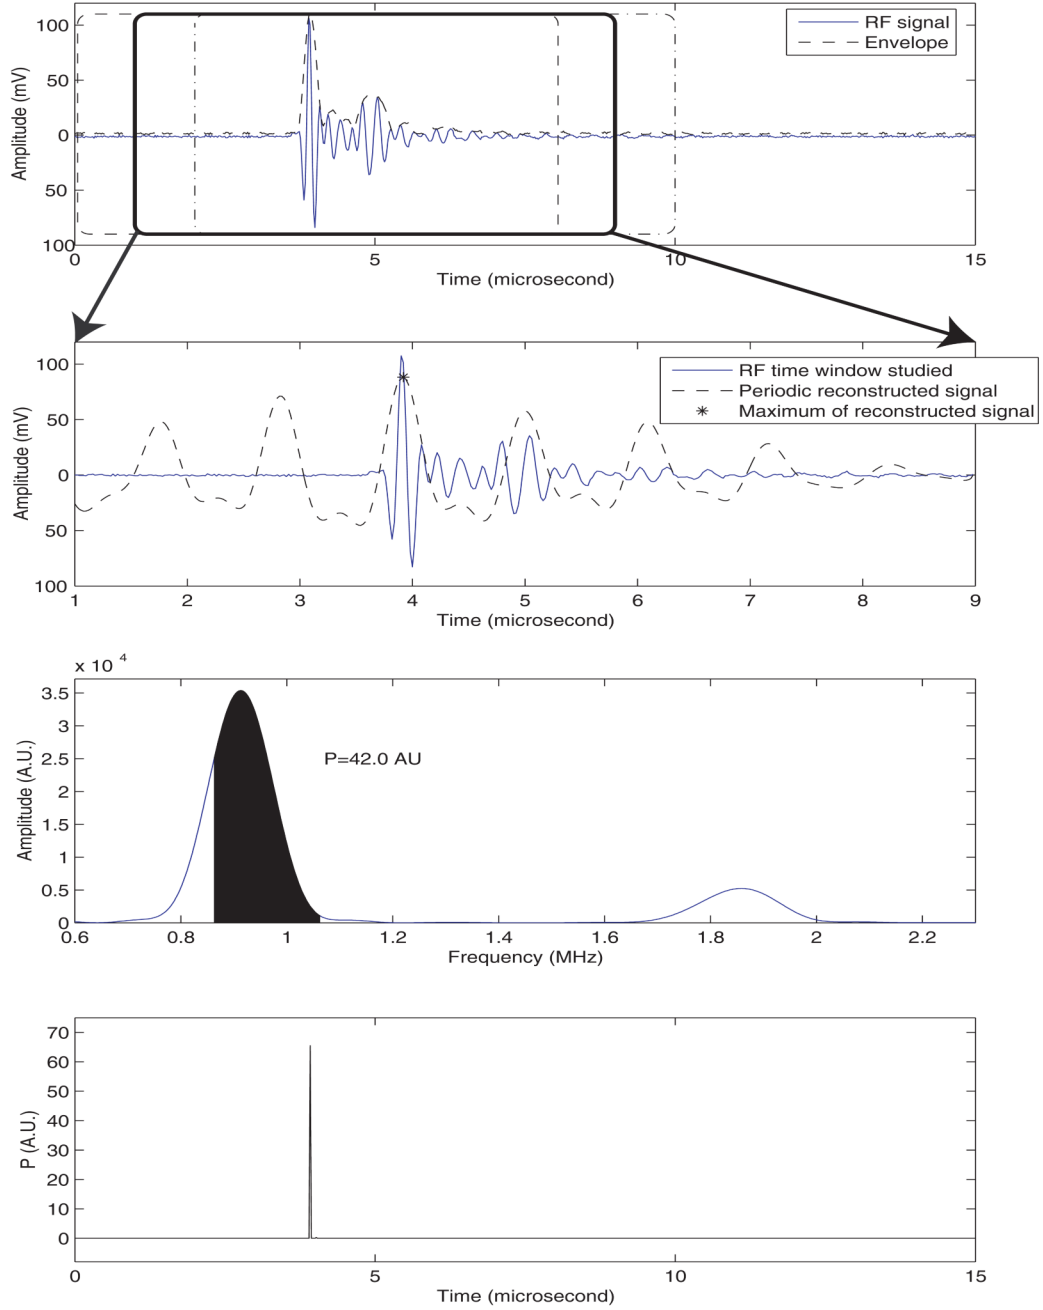 100
50
0
50
100
Amplitude (mV)
RF signal
Envelope
0 5 10 15
Time (microsecond)
100
50
0
50
100
Amplitude (mV)
RF time window studied
Periodic reconstructed signal
Maximum of reconstructed signal
1 2 3 4 5 6 7 8 9
Time (microsecond)
x 10 4
3.5
3
2.5
2
1.5
1
0.5
0
Amplitude (A.U.)
P=42.0 AU
0.6 0.8 1 1.2 1.4 1.6 1.8 2 2.2
Frequency (MHz)
70
60
50
40
30
20
10
0
P (A.U.)
0 5 10 15
Time (microsecond)